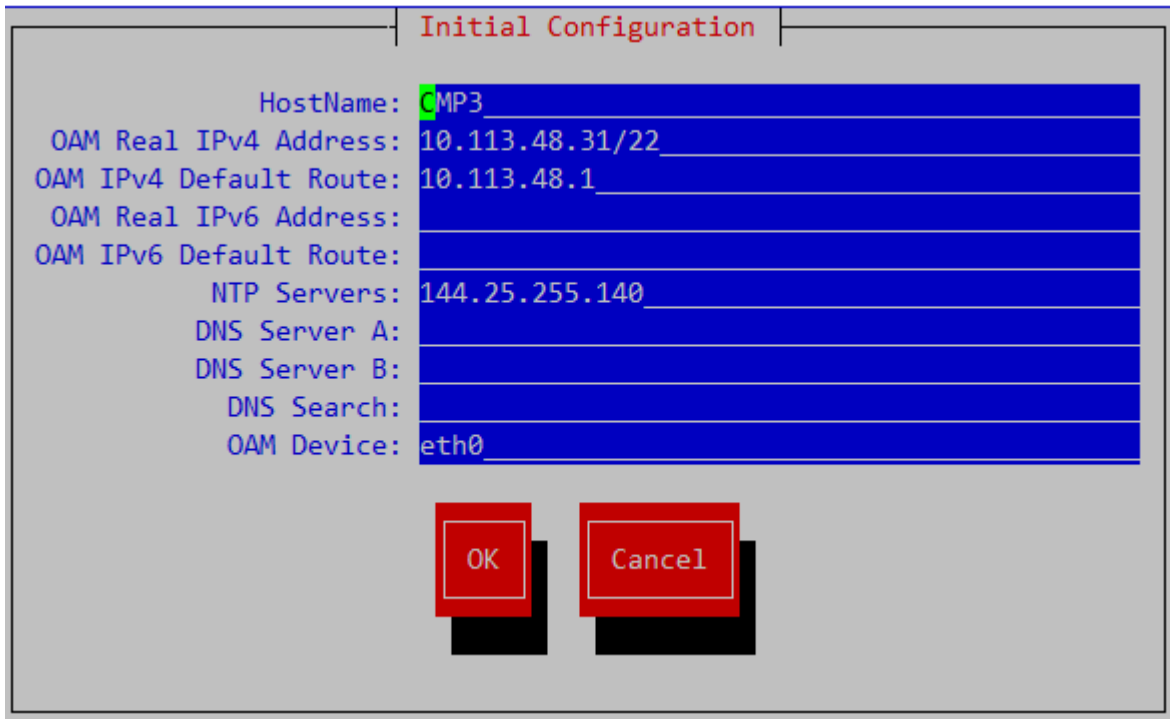 Initial Configuration
HostName: CMP3
OAM Real IPv4 Address: 10.113.48.31/22
OAM IPv4 Default Route: 10.113.48.1
OAM Real IPv6 Address:
OAM IPv6 Default Route:
NTP Servers: 144.25.255.140
DNS Server A:
DNS Server B:
DNS Search:
OAM Device: eth0
OK Cancel